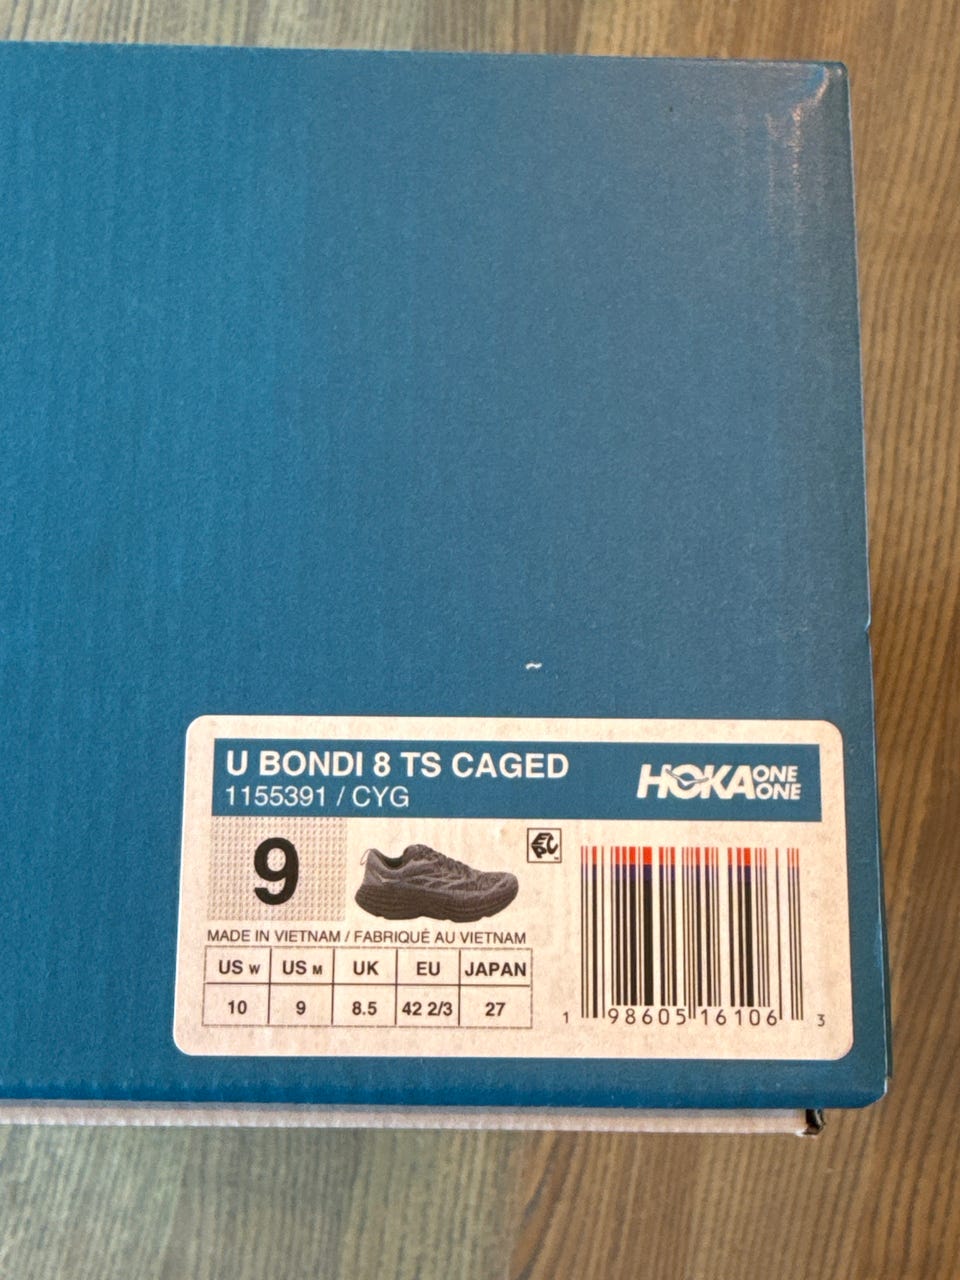 U BONDI 8 TS CAGED
1155391 / CYG
HOKA ONE ONE
9
EPC
MADE IN VIETNAM / FABRIQUÉ AU VIETNAM
US W US M UK EU JAPAN
10 9 8.5 42 2/3 27
1 98605 16106 3